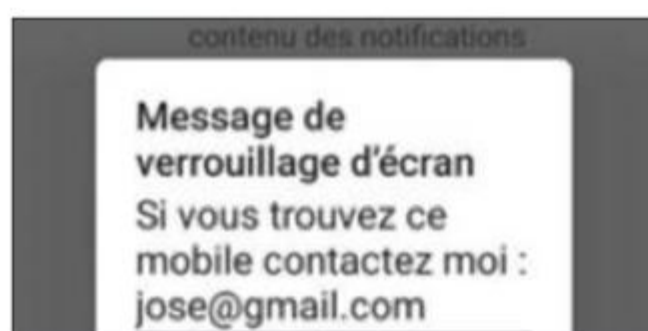 contenu des notifications
Message de
verrouillage d'écran
Si vous trouvez ce
mobile contactez moi :
jose@gmail.com